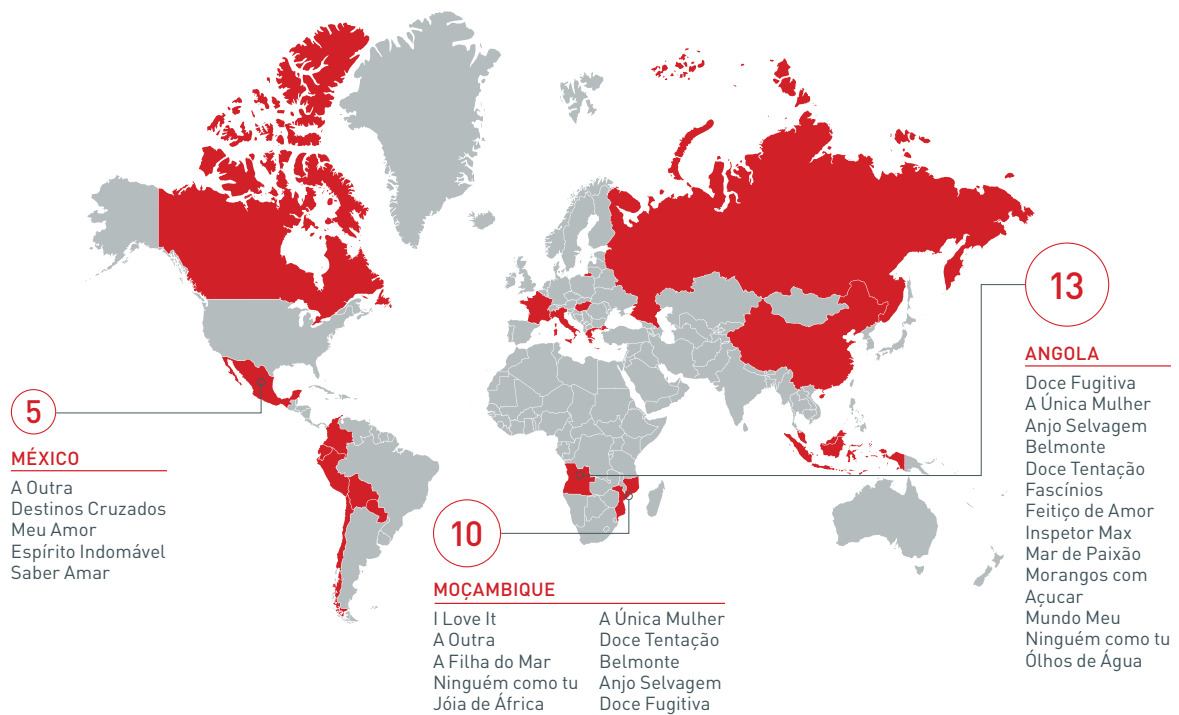 13
ANGOLA
Doce Fugitiva
A Única Mulher
Anjo Selvagem
Belmonte
Doce Tentação
Fascínios
Feitiço de Amor
Inspetor Max
Mar de Paixão
Morangos com
Açucar
Mundo Meu
Ninguém como tu
Ólhos de Água
5
MÉXICO
A Outra
Destinos Cruzados
Meu Amor
Espírito Indomável
Saber Amar
10
MOÇAMBIQUE
I Love It
A Outra
A Filha do Mar
Ninguém como tu
Jóia de África
A Única Mulher
Doce Tentação
Belmonte
Anjo Selvagem
Doce Fugitiva